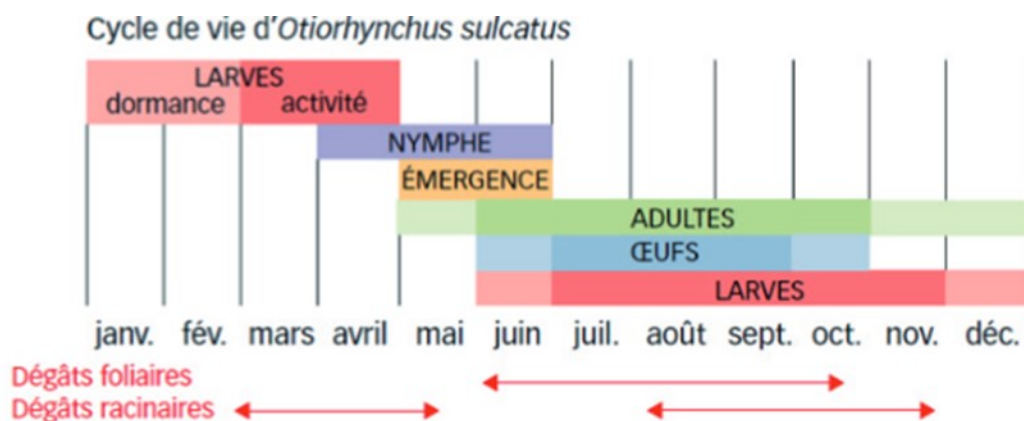 Cycle de vie d'Otiorhynchus sulcatus
LARVES
dormance activité
NYMPHE
ÉMERGENCE
ADULTES
ŒUFS
LARVES
janv. fév. mars avril mai juin juil. août sept. oct. nov. déc.
Dégâts foliaires
Dégâts racinaires